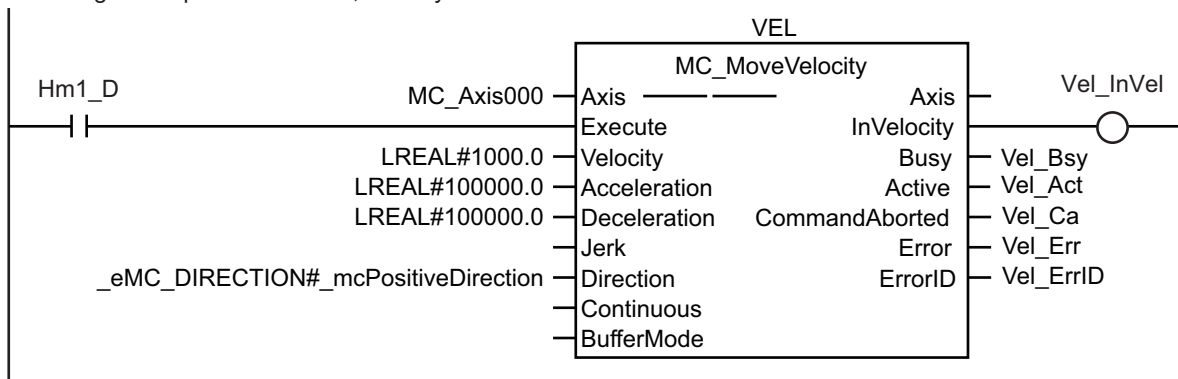 VEL
MC_MoveVelocity
Hm1_D
Vel_InVel
MC_Axis000 Axis Axis
Execute InVelocity
LREAL#1000.0 Velocity Busy Vel_Bsy
LREAL#100000.0 Acceleration Active Vel_Act
LREAL#100000.0 Deceleration CommandAborted Vel_Ca
Jerk Error Vel_Err
_eMC_DIRECTION#_mcPositiveDirection Direction ErrorID Vel_ErrID
Continuous
BufferMode